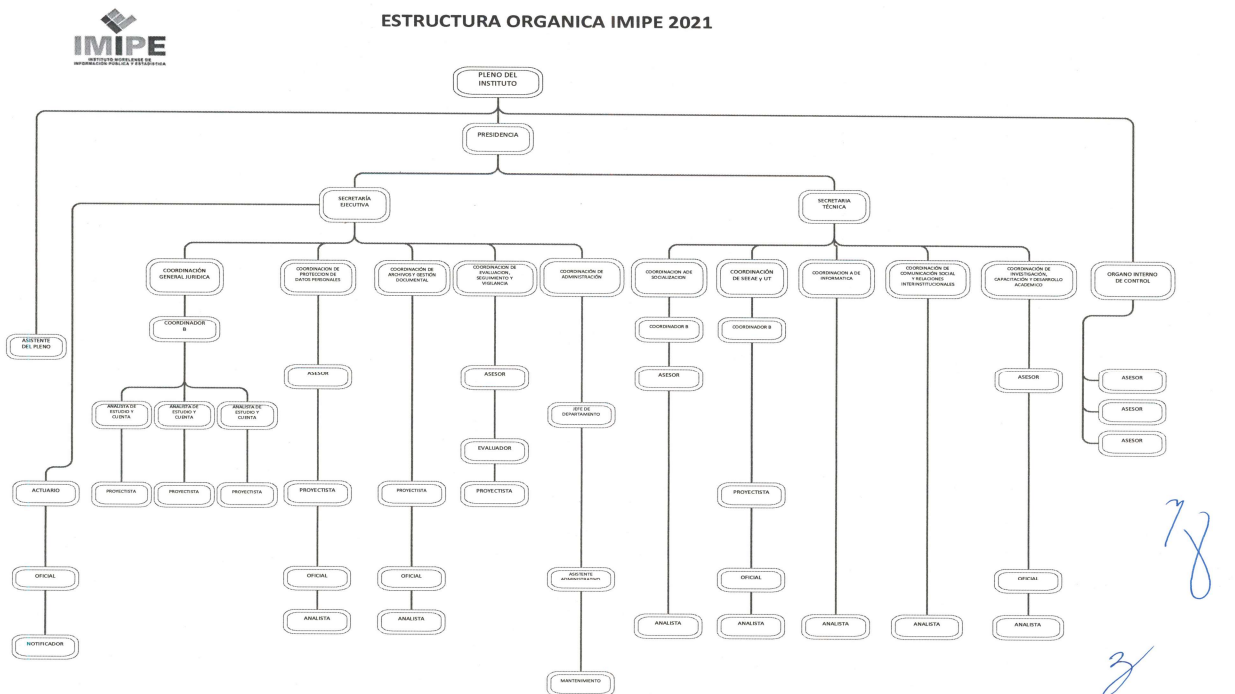 ESTRUCTURA ORGANICA IMIPE 2021
IMIPE
INSTITUTO MORELENSE DE
INFORMACIÓN PÚBLICA Y ESTADÍSTICA
PLENO DEL
INSTITUTO
PRESIDENCIA
SECRETARÍA
EJECUTIVA
SECRETARIA
TÉCNICA
COORDINACIÓN
GENERAL JURIDICA
COORDINACION DE
PROTECCION DE
DATOS PERSONALES
COORDINACIÓN DE
ARCHIVOS Y GESTIÓN
DOCUMENTAL
COORDINACION DE
EVALUACION,
SEGUIMIENTO Y
VIGILANCIA
COORDINACIÓN DE
ADMINISTRACIÓN
COORDINACION ADE
SOCIALIZACION
COORDINACIÓN
DE SEEAE y UT
COORDINACION A DE
INFORMATICA
COORDINACIÓN DE
COMUNICACIÓN SOCIAL
Y RELACIONES
INTERINSTITUCIONALES
COORDINACIÓN DE
INVESTIGACIÓN,
CAPACITACIÓN Y DESARROLLO
ACADEMICO
ORGANO INTERNO
DE CONTROL
COORDINADOR
B
COORDINADOR B
COORDINADOR B
ASISTENTE
DEL PLENO
ASESOR
ASESOR
ASESOR
ASESOR
ASESOR
ASESOR
ASESOR
ANALISTA DE
ESTUDIO Y
CUENTA
ANALISTA DE
ESTUDIO Y
CUENTA
ANALISTA DE
ESTUDIO Y
CUENTA
JEFE DE
DEPARTAMENTO
EVALUADOR
ACTUARIO
PROYECTISTA
PROYECTISTA
PROYECTISTA
PROYECTISTA
PROYECTISTA
PROYECTISTA
PROYECTISTA
OFICIAL
OFICIAL
OFICIAL
ASISTENTE
ADMINISTRATIVO
OFICIAL
OFICIAL
NOTIFICADOR
ANALISTA
ANALISTA
ANALISTA
ANALISTA
ANALISTA
ANALISTA
ANALISTA
MANTENIMIENTO